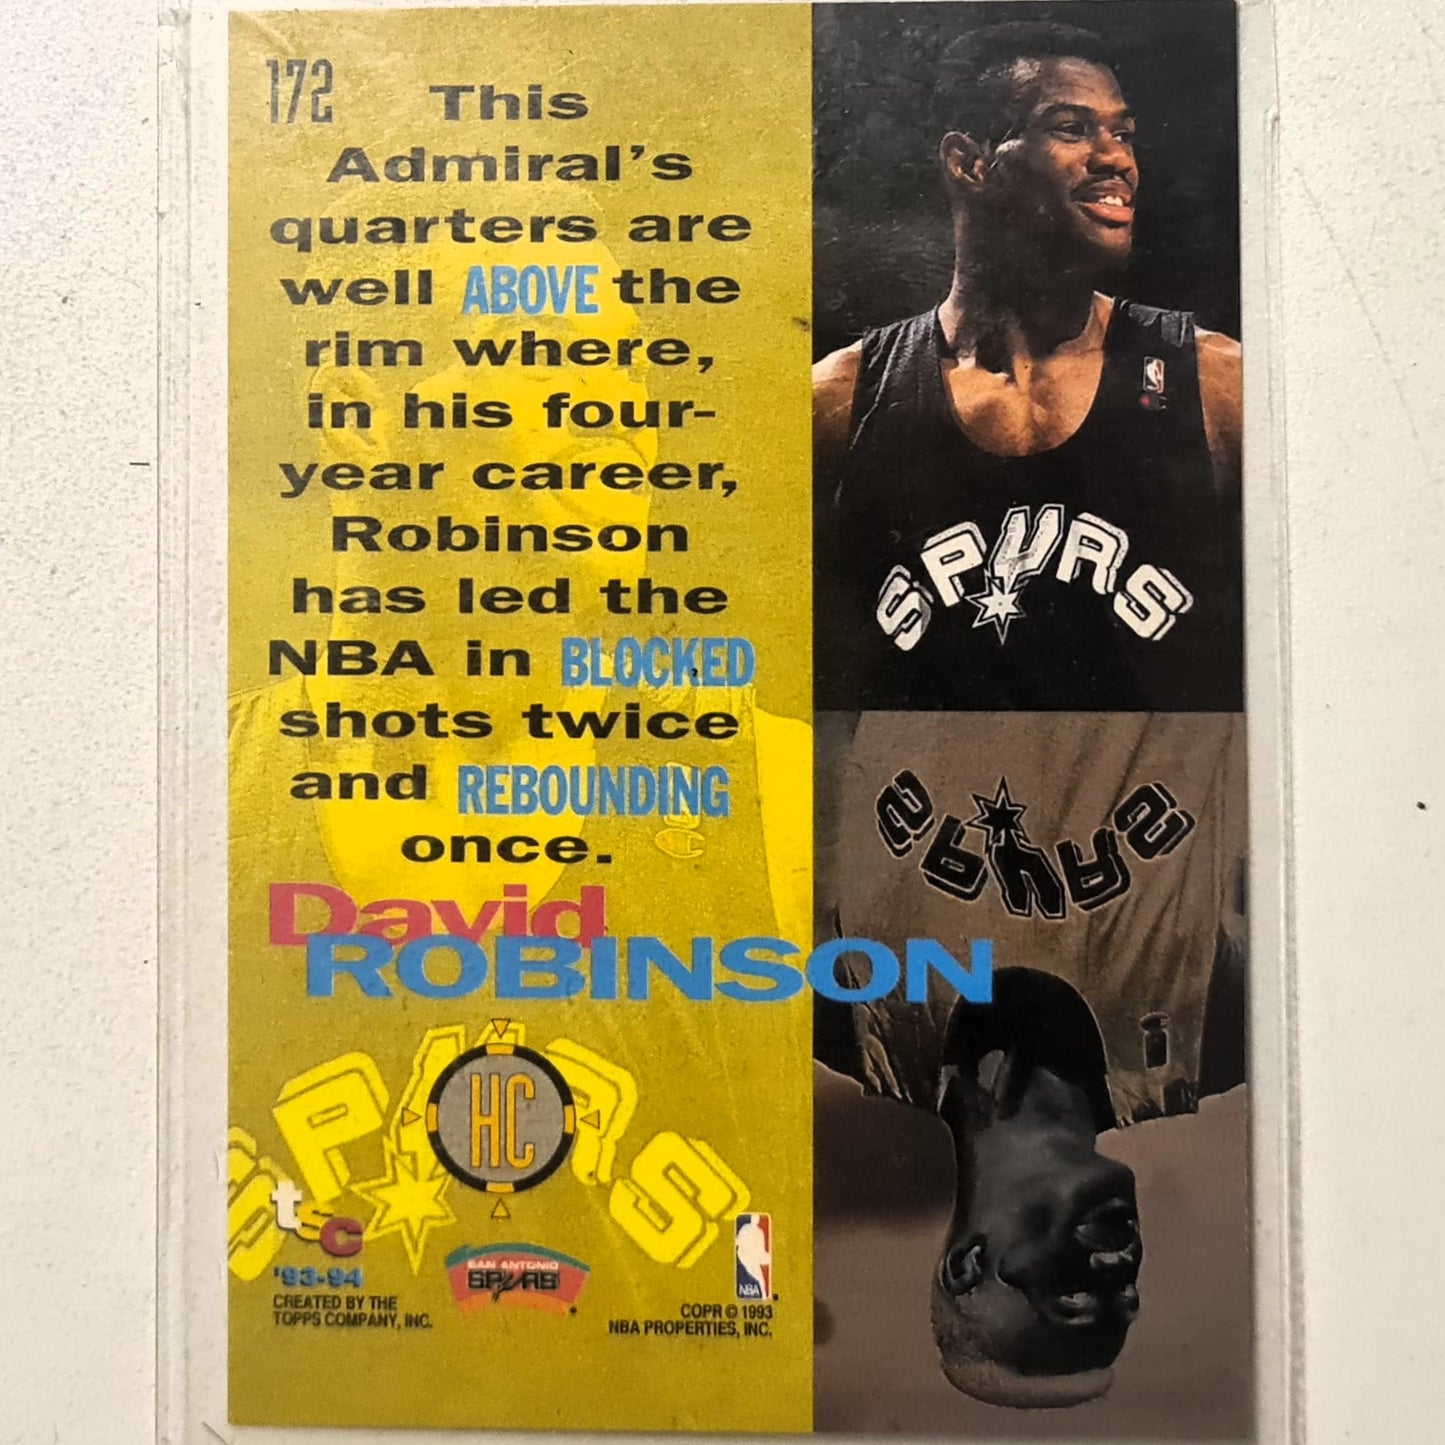 172
This
Admiral's
quarters are
well ABOVE the
rim where,
in his four-
year career,
Robinson
has led the
NBA in BLOCKED
shots twice
and REBOUNDING
once.
David
ROBINSON
SPURS
HC
tsc
'93-94
CREATED BY THE
TOPPS COMPANY, INC.
SAN ANTONIO
SPURS
NBA
COPR © 1993
NBA PROPERTIES, INC.
SPURS
SPURS